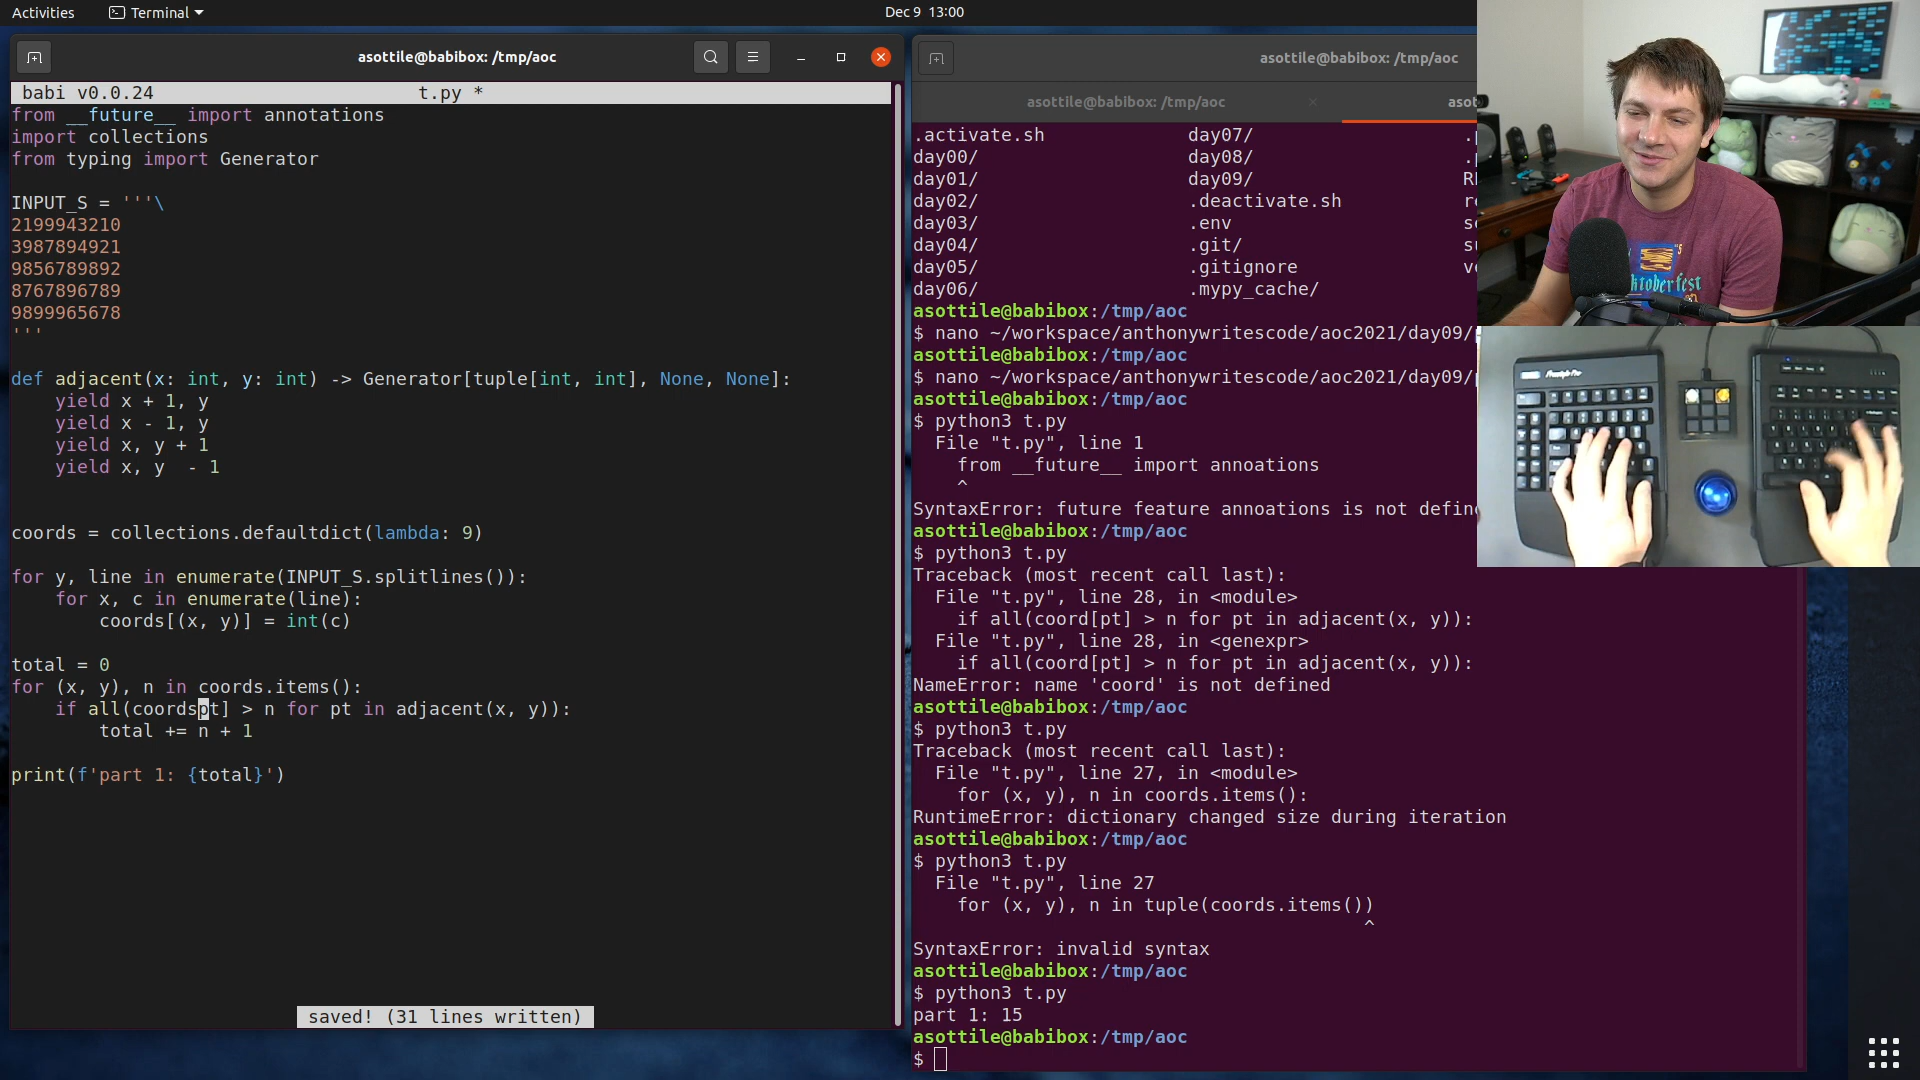 Activities
Terminal
Dec 9 13:00
asottile@babibox: /tmp/aoc
babi v0.0.24
t.py *
from __future__ import annotations
import collections
from typing import Generator
INPUT_S = '''\
2199943210
3987894921
9856789892
8767896789
9899965678
'''
def adjacent(x: int, y: int) -> Generator[tuple[int, int], None, None]:
    yield x + 1, y
    yield x - 1, y
    yield x, y + 1
    yield x, y  - 1
coords = collections.defaultdict(lambda: 9)
for y, line in enumerate(INPUT_S.splitlines()):
    for x, c in enumerate(line):
        coords[(x, y)] = int(c)
total = 0
for (x, y), n in coords.items():
    if all(coordspt] > n for pt in adjacent(x, y)):
        total += n + 1
print(f'part 1: {total}')
saved! (31 lines written)
asottile@babibox: /tmp/aoc
asottile@babibox: /tmp/aoc
asot
.activate.sh day07/ .p
day00/ day08/
day01/ day09/
day02/ .deactivate.sh
day03/ .env
day04/ .git/
day05/ .gitignore
day06/ .mypy_cache/
asottile@babibox:/tmp/aoc
$ nano ~/workspace/anthonywritescode/aoc2021/day09/
asottile@babibox:/tmp/aoc
$ nano ~/workspace/anthonywritescode/aoc2021/day09/
asottile@babibox:/tmp/aoc
$ python3 t.py
  File "t.py", line 1
    from __future__ import annoations
    ^
SyntaxError: future feature annoations is not define
asottile@babibox:/tmp/aoc
$ python3 t.py
Traceback (most recent call last):
  File "t.py", line 28, in <module>
    if all(coord[pt] > n for pt in adjacent(x, y)):
  File "t.py", line 28, in <genexpr>
    if all(coord[pt] > n for pt in adjacent(x, y)):
NameError: name 'coord' is not defined
asottile@babibox:/tmp/aoc
$ python3 t.py
Traceback (most recent call last):
  File "t.py", line 27, in <module>
    for (x, y), n in coords.items():
RuntimeError: dictionary changed size during iteration
asottile@babibox:/tmp/aoc
$ python3 t.py
  File "t.py", line 27
    for (x, y), n in tuple(coords.items())
                                          ^
SyntaxError: invalid syntax
asottile@babibox:/tmp/aoc
$ python3 t.py
part 1: 15
asottile@babibox:/tmp/aoc
$